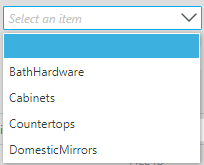 Select an item
BathHardware
Cabinets
Countertops
DomesticMirrors